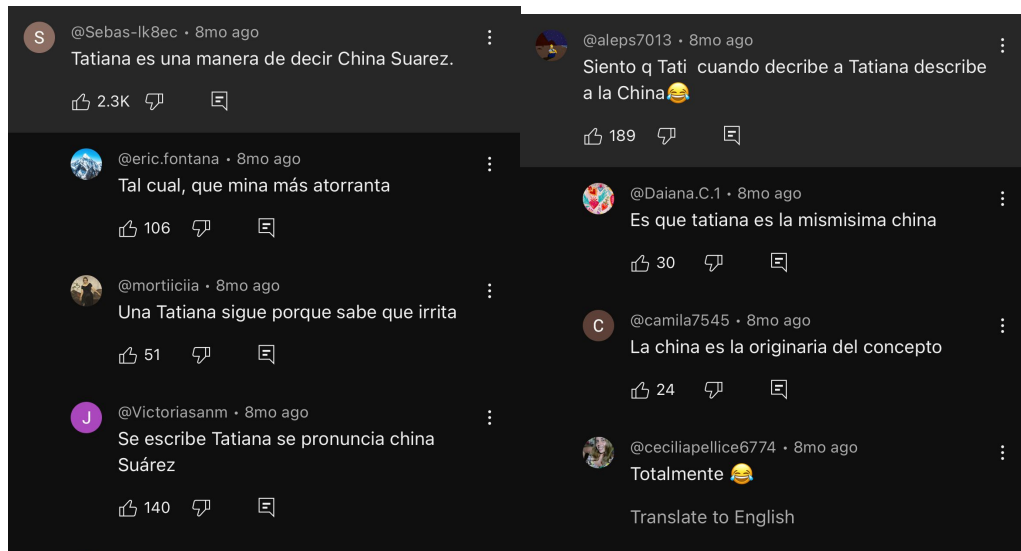 S
@Sebas-lk8ec • 8mo ago
Tatiana es una manera de decir China Suarez.
2.3K
@eric.fontana • 8mo ago
Tal cual, que mina más atorranta
106
@mortiiciia • 8mo ago
Una Tatiana sigue porque sabe que irrita
51
J
@Victoriasanm • 8mo ago
Se escribe Tatiana se pronuncia china
Suárez
140
@aleps7013 • 8mo ago
Siento q Tati cuando decribe a Tatiana describe
a la China😂
189
@Daiana.C.1 • 8mo ago
Es que tatiana es la mismisima china
30
C
@camila7545 • 8mo ago
La china es la originaria del concepto
24
@ceciliapellice6774 • 8mo ago
Totalmente 😂
Translate to English